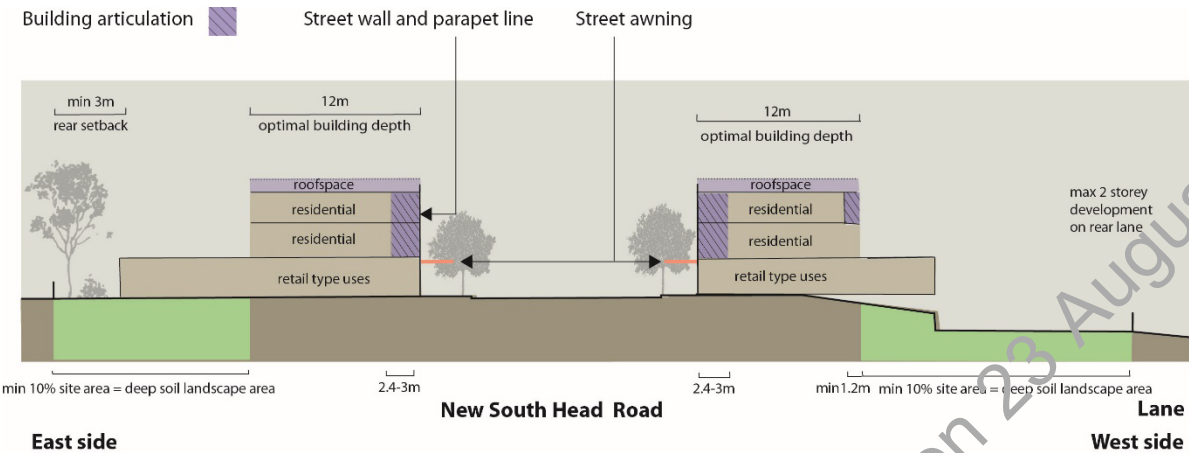 Building articulation
Street wall and parapet line
Street awning
min 3m
rear setback
12m
optimal building depth
12m
optimal building depth
roofspace
residential
residential
retail type uses
roofspace
residential
residential
retail type uses
max 2 storey
development
on rear lane
min 10% site area = deep soil landscape area
2.4-3m
2.4-3m
min1.2m
min 10% site area = deep soil landscape area
New South Head Road
Lane
East side
West side
on 23 Augus